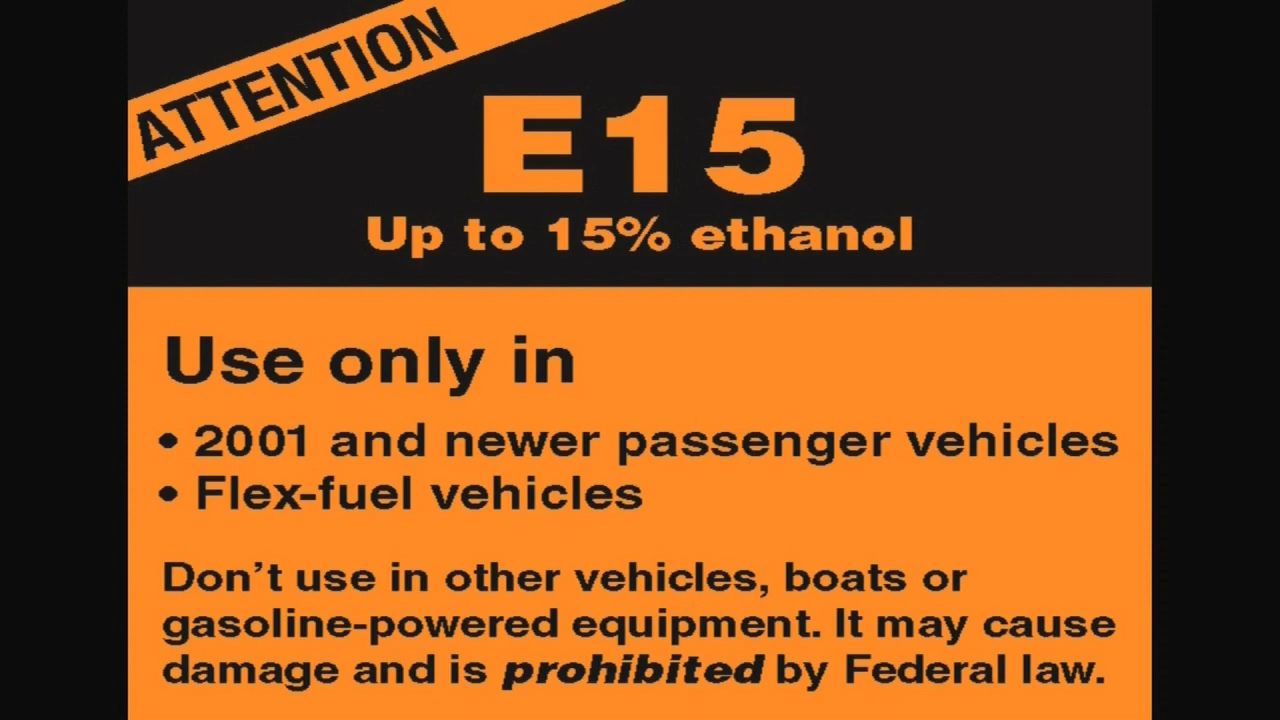 ATTENTION
E15
Up to 15% ethanol
Use only in
• 2001 and newer passenger vehicles
• Flex-fuel vehicles
Don’t use in other vehicles, boats or
gasoline-powered equipment. It may cause
damage and is prohibited by Federal law.